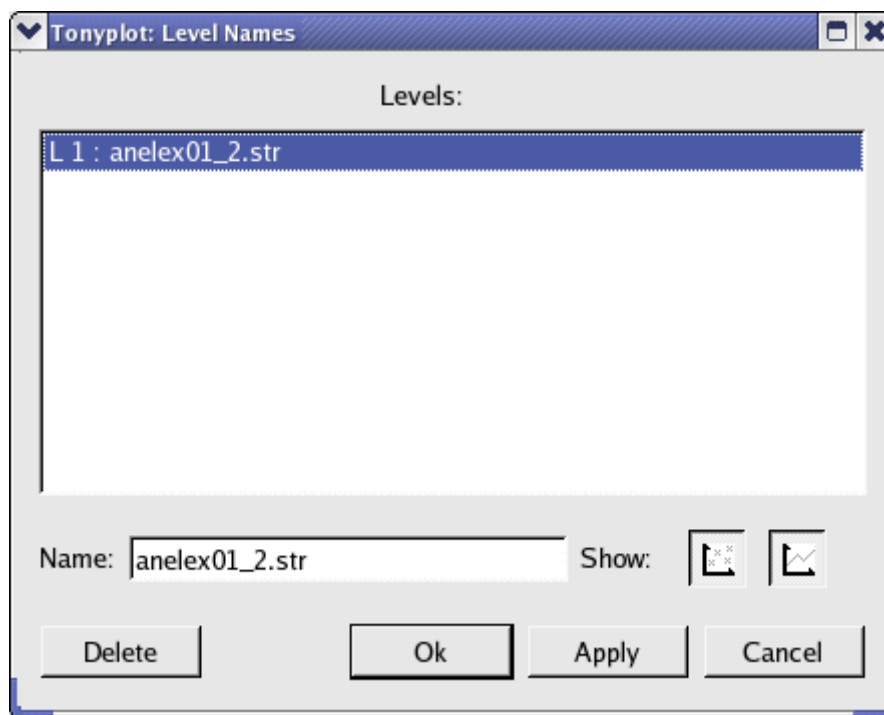 Tonyplot: Level Names
Levels:
L 1 : anelex01_2.str
Name: anelex01_2.str Show:
Delete Ok Apply Cancel